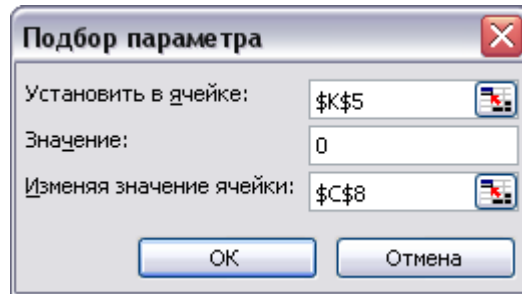 Подбор параметра
Установить в ячейке: $K$5
Значение: 0
Изменяя значение ячейки: $C$8
ОК Отмена